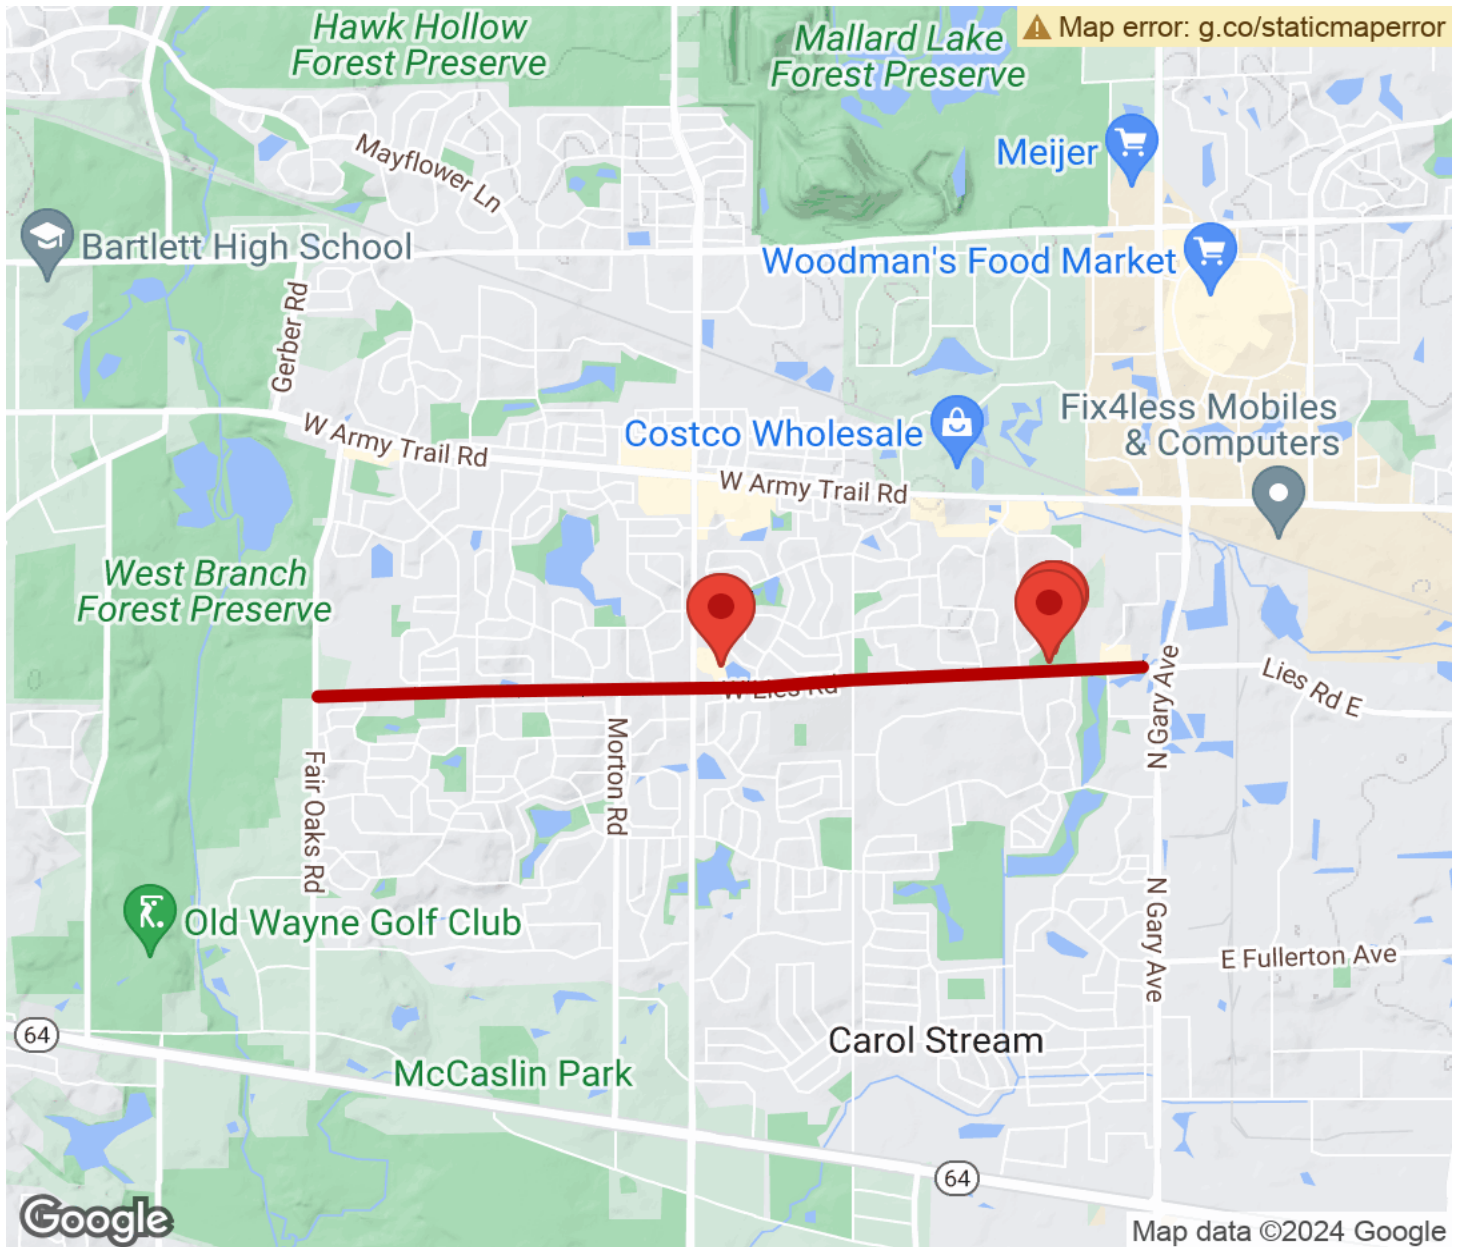 Hawk Hollow
Forest Preserve
Mallard Lake
Forest Preserve
Map error: g.co/staticmaperror
Mayflower Ln
Meijer
Bartlett High School
Woodman's Food Market
Gerber Rd
W Army Trail Rd
Costco Wholesale
Fix4less Mobiles
& Computers
W Army Trail Rd
West Branch
Forest Preserve
W Lies Rd
Lies Rd E
N Gary Ave
Morton Rd
Fair Oaks Rd
Old Wayne Golf Club
N Gary Ave
E Fullerton Ave
64
Carol Stream
McCaslin Park
64
Google
Map data ©2024 Google